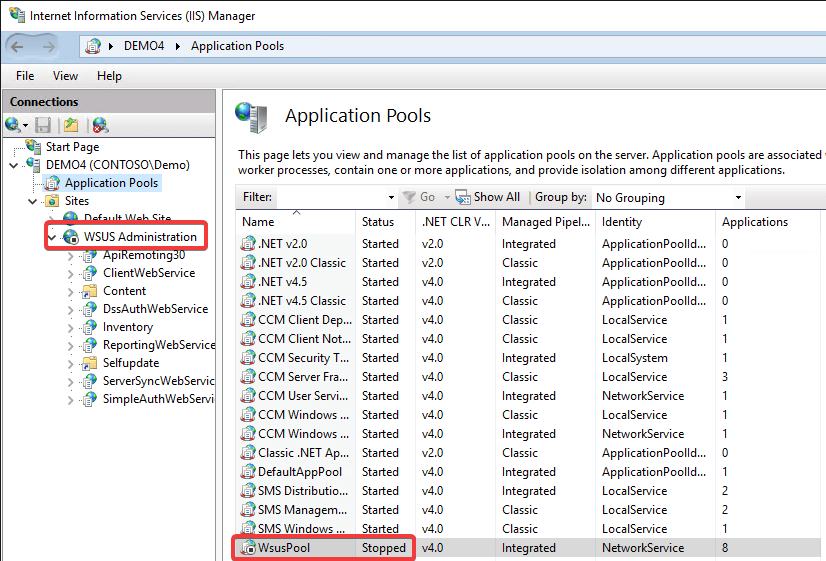 Internet Information Services (IIS) Manager
DEMO4 Application Pools
File View Help
Connections
Start Page
DEMO4 (CONTOSO\Demo)
Application Pools
Sites
Default Web Site
WSUS Administration
ApiRemoting30
ClientWebService
Content
DssAuthWebService
Inventory
ReportingWebService
Selfupdate
ServerSyncWebServic
SimpleAuthWebServi
Application Pools
This page lets you view and manage the list of application pools on the server. Application pools are associated
worker processes, contain one or more applications, and provide isolation among different applications.
Filter: Go Show All Group by: No Grouping
Name Status .NET CLR V... Managed Pipel... Identity Applications
.NET v2.0 Started v2.0 Integrated ApplicationPoolId... 0
.NET v2.0 Classic Started v2.0 Classic ApplicationPoolId... 0
.NET v4.5 Started v4.0 Integrated ApplicationPoolId... 0
.NET v4.5 Classic Started v4.0 Classic ApplicationPoolId... 0
CCM Client Dep... Started v4.0 Classic LocalService 1
CCM Client Not... Started v4.0 Classic LocalService 1
CCM Security T... Started v4.0 Integrated LocalSystem 1
CCM Server Fra... Started v4.0 Classic LocalService 3
CCM User Servi... Started v4.0 Integrated NetworkService 1
CCM Windows ... Started v4.0 Classic LocalService 1
CCM Windows ... Started v4.0 Integrated NetworkService 1
Classic .NET Ap... Started v2.0 Classic ApplicationPoolId... 0
DefaultAppPool Started v4.0 Integrated ApplicationPoolId... 1
SMS Distributio... Started v4.0 Integrated LocalService 2
SMS Managem... Started v4.0 Classic LocalService 2
SMS Windows ... Started v4.0 Classic LocalService 1
WsusPool Stopped v4.0 Integrated NetworkService 8